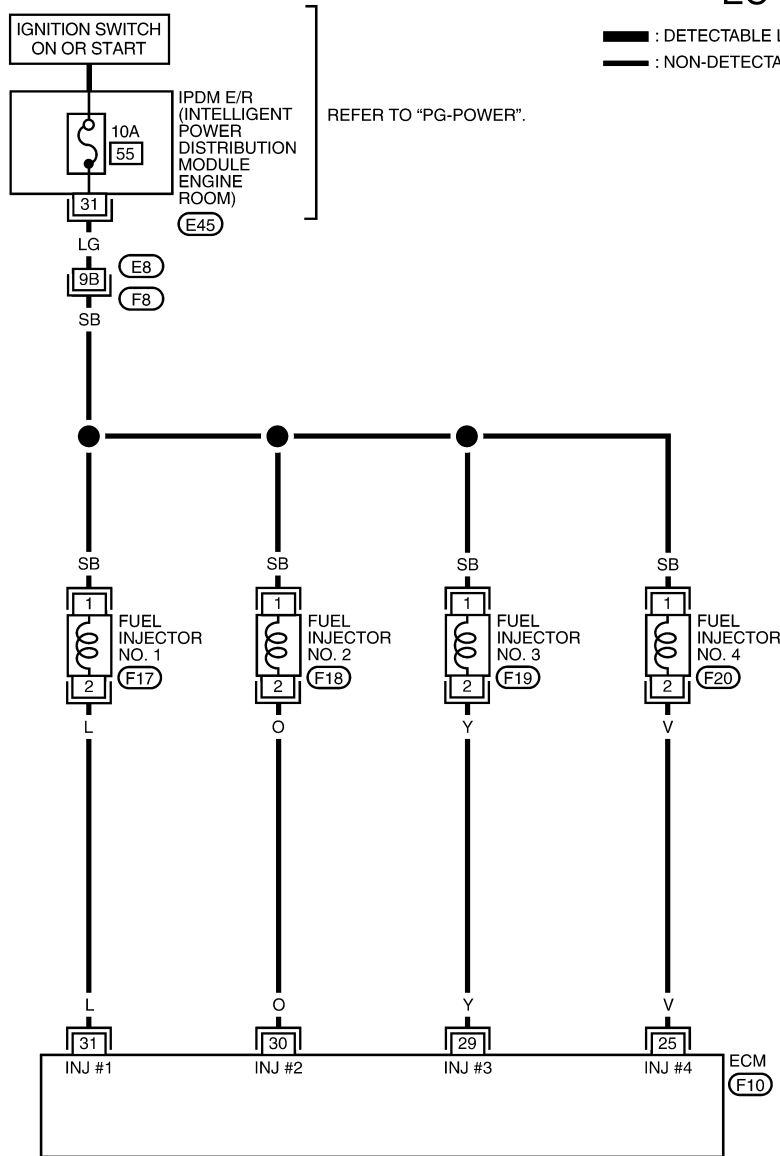 IGNITION SWITCH
ON OR START
: DETECTABLE
: NON-DETECTA
IPDM E/R
(INTELLIGENT
POWER
DISTRIBUTION
MODULE
ENGINE
ROOM)
REFER TO “PG-POWER”.
10A
55
31
E45
LG
9B
E8
F8
SB
SB SB SB SB
1 1 1 1
FUEL
INJECTOR
NO. 1
F17
FUEL
INJECTOR
NO. 2
F18
FUEL
INJECTOR
NO. 3
F19
FUEL
INJECTOR
NO. 4
F20
2 2 2 2
L O Y V
L O Y V
31 30 29 25
INJ #1 INJ #2 INJ #3 INJ #4
ECM
F10